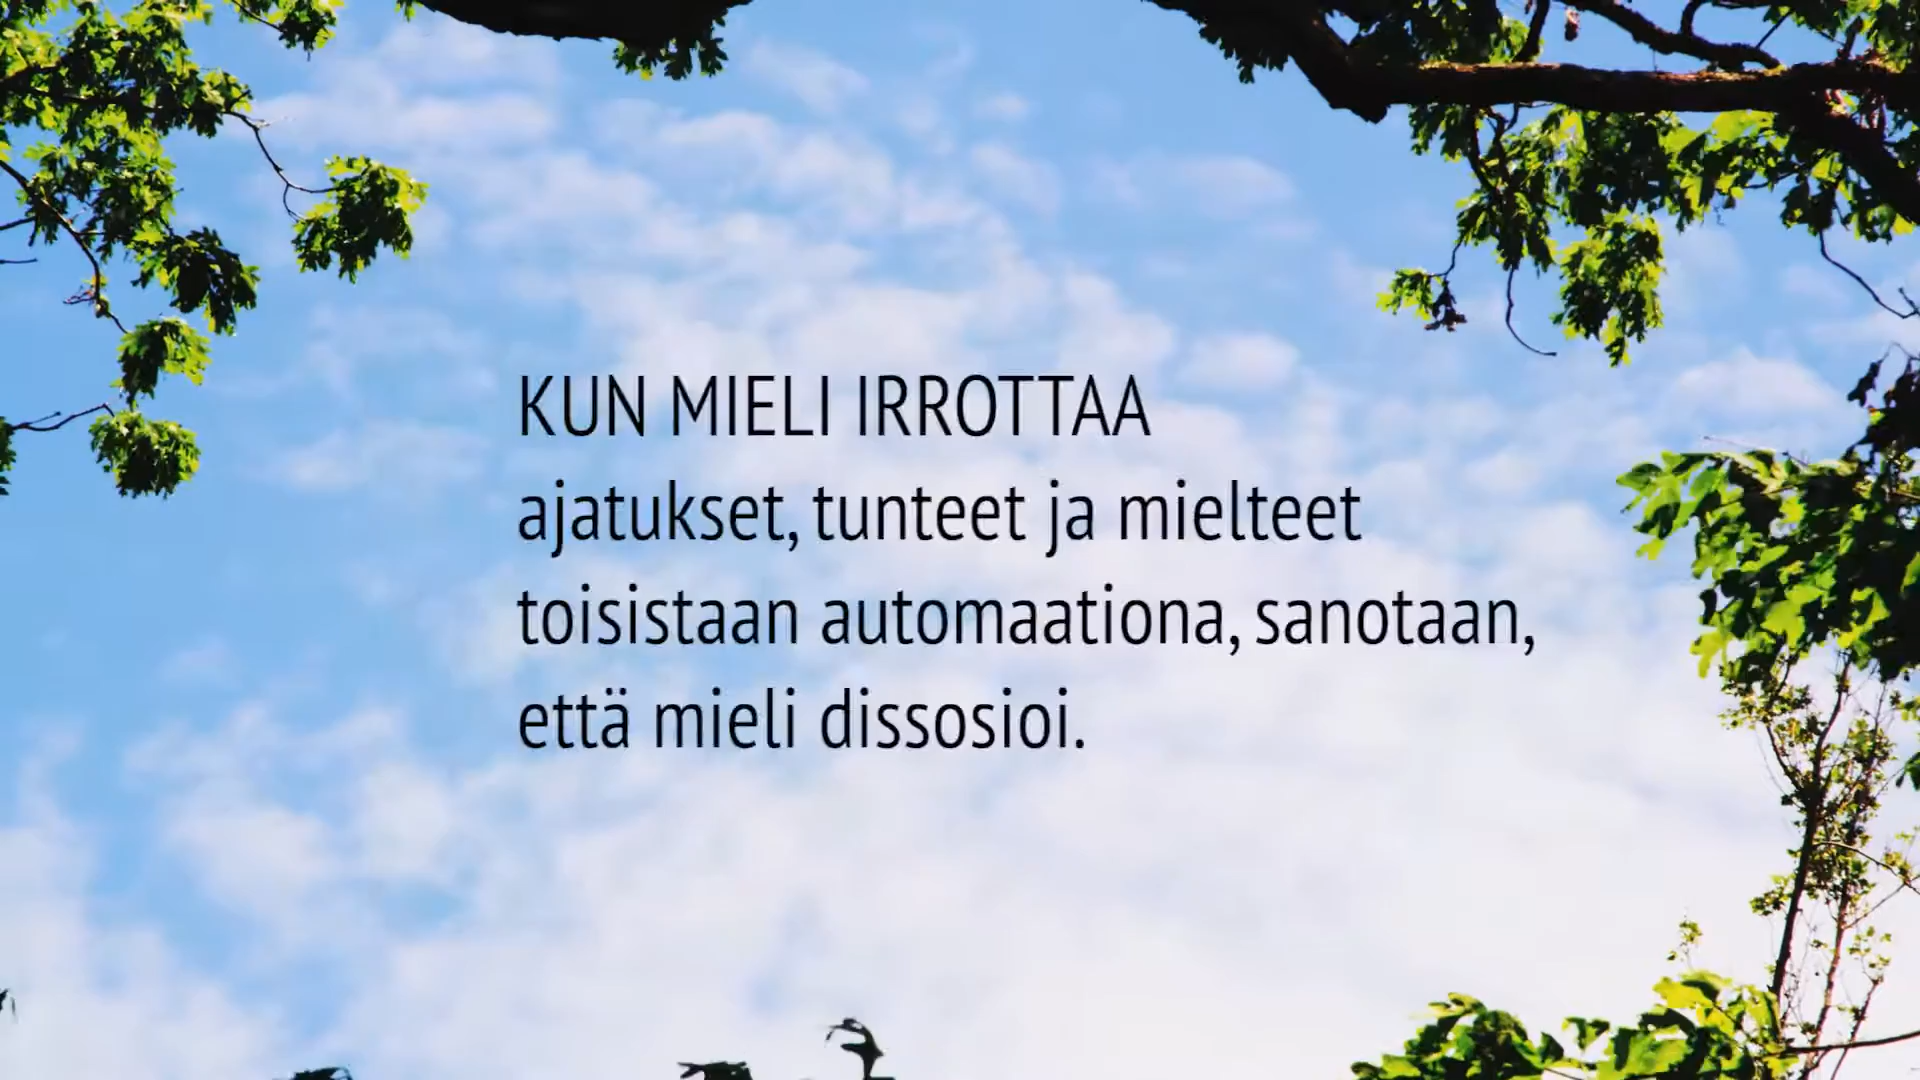 KUN MIELI IRROTTAA
ajatukset, tunteet ja mielteet
toisistaan automaationa, sanotaan,
että mieli dissosioi.